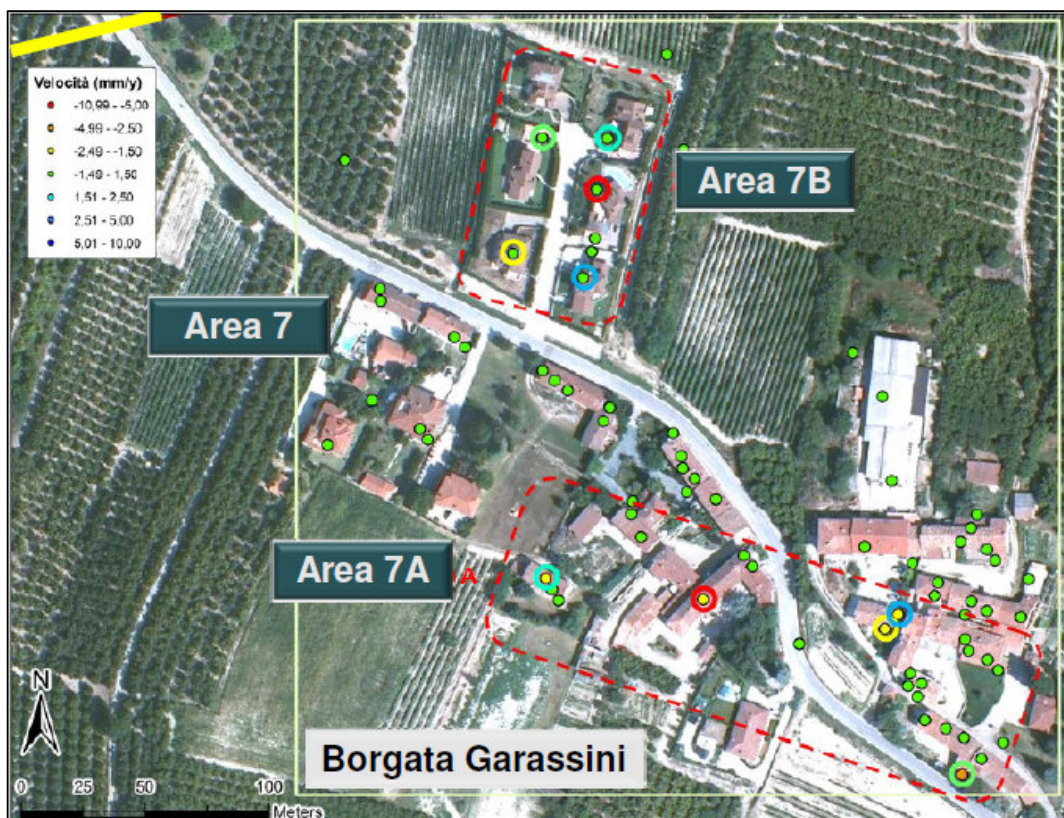 Velocità (mm/y)
-10,99 - -5,00
-4,99 - -2,50
-2,49 - -1,50
-1,49 - 1,50
1,51 - 2,50
2,51 - 5,00
5,01 - 10,00
Area 7B
Area 7
Area 7A
A
N
Borgata Garassini
0 25 50 100
Meters